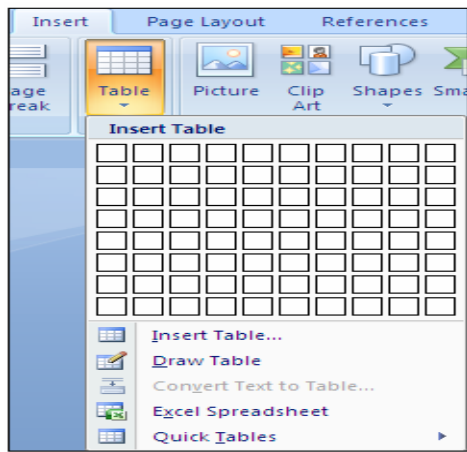 Insert Page Layout References
age reak Table Picture Clip Art Shapes Sma
Insert Table
Insert Table...
Draw Table
Convert Text to Table...
Excel Spreadsheet
Quick Tables